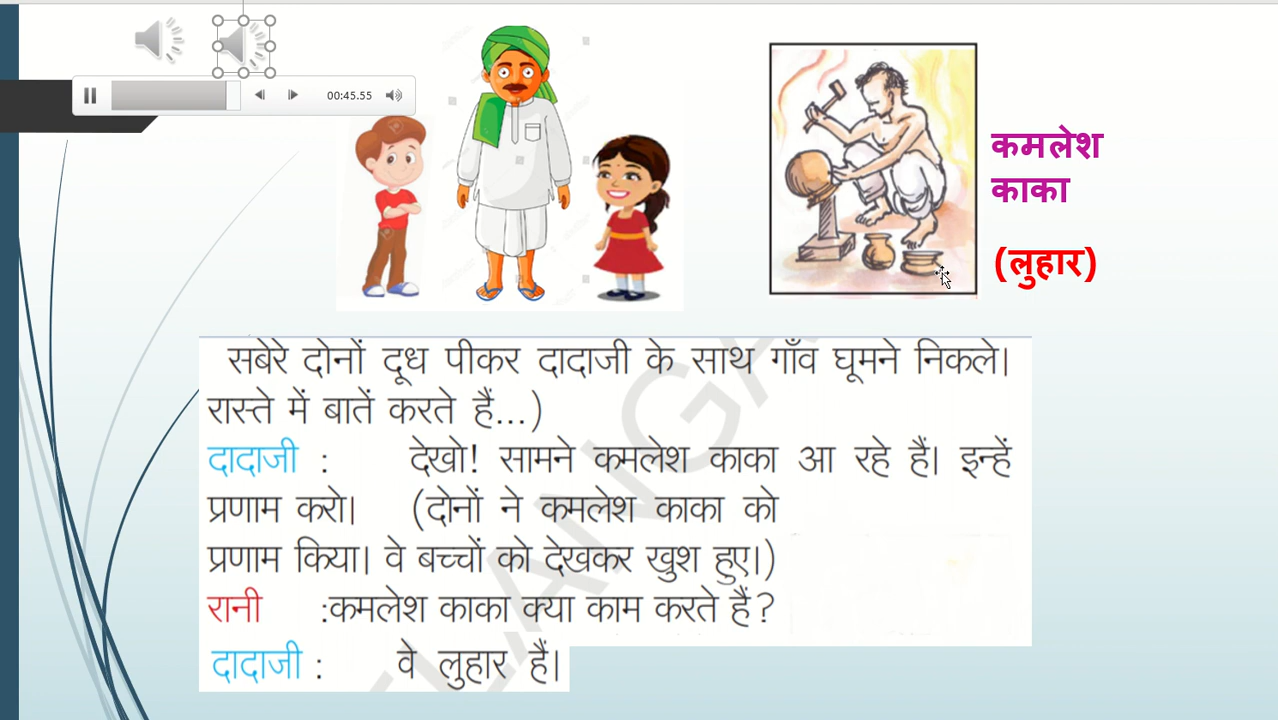 00:45.55
कमलेश
काका
(लुहार)
सबेरे दोनों दूध पीकर दादाजी के साथ गाँव घूमने निकले।
रास्ते में बातें करते हैं...)
दादाजी : देखो! सामने कमलेश काका आ रहे हैं। इन्हें
प्रणाम करो। (दोनों ने कमलेश काका को
प्रणाम किया। वे बच्चों को देखकर खुश हुए।)
रानी :कमलेश काका क्या काम करते हैं?
दादाजी : वे लुहार हैं।